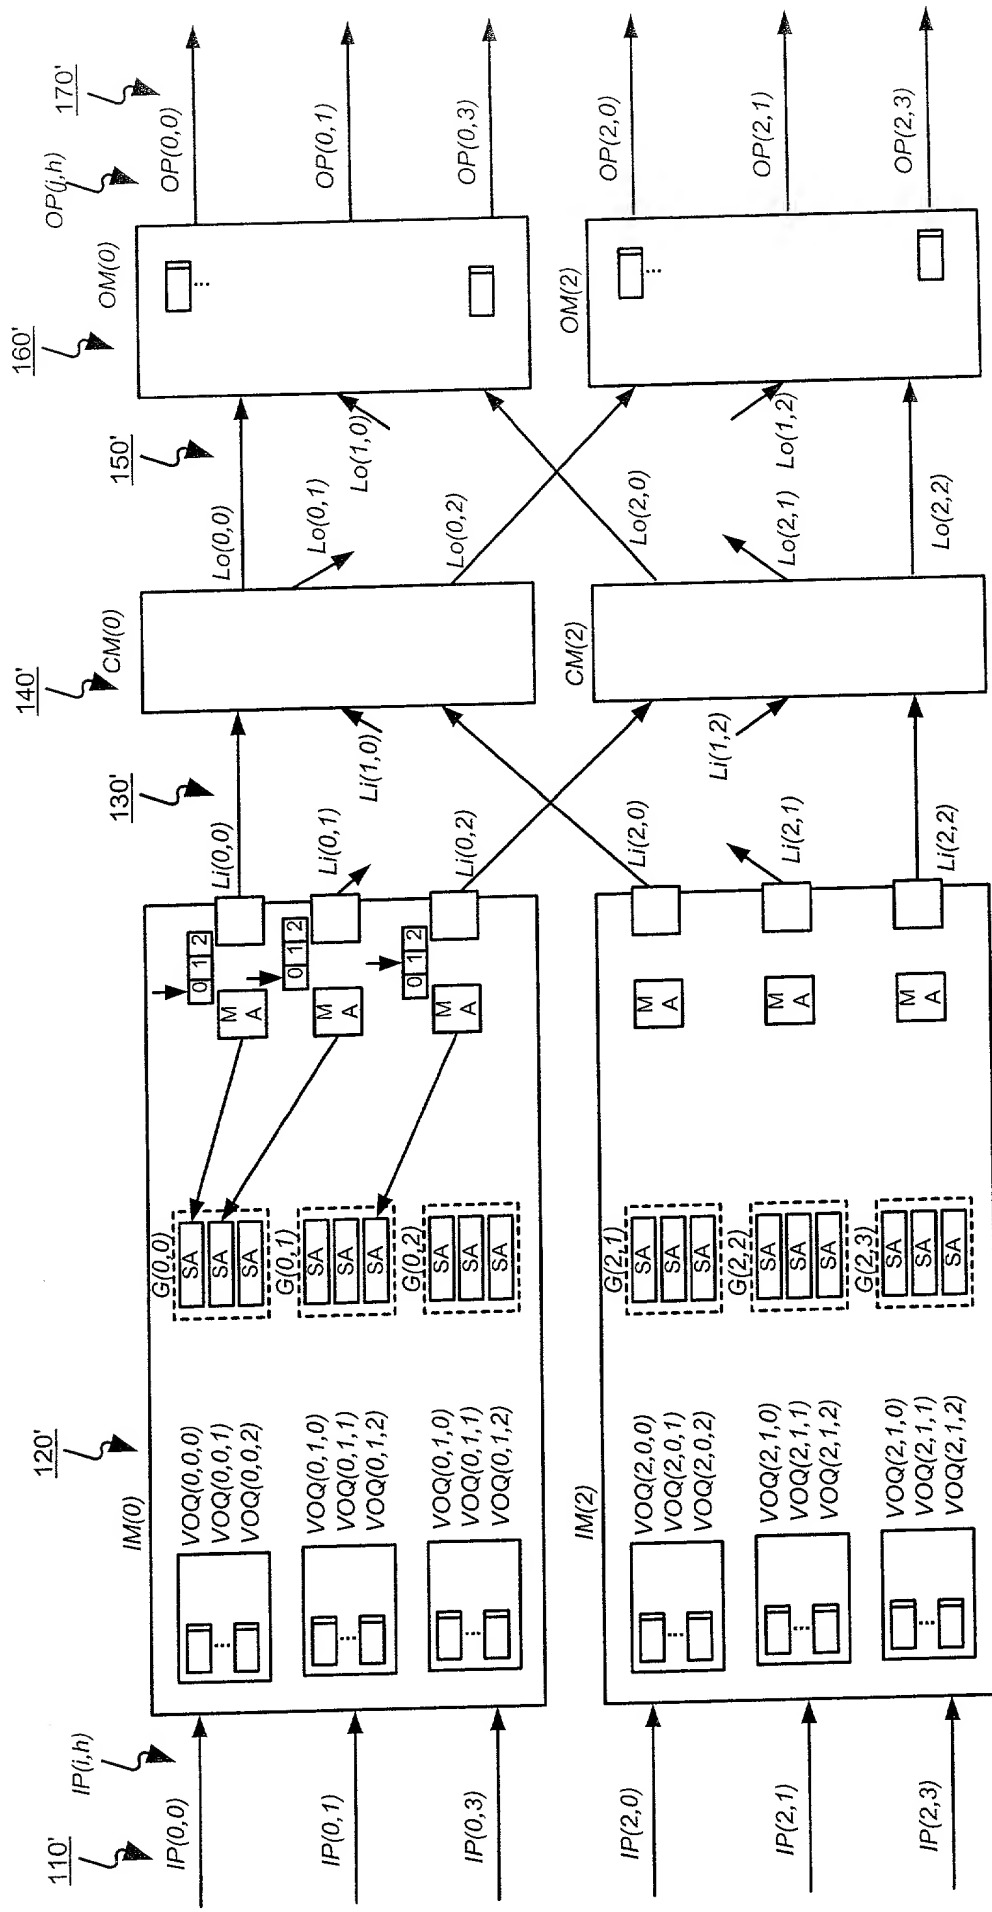 110'
IP(i,h)
IP(0,0)
IP(0,1)
IP(0,3)
IP(2,0)
IP(2,1)
IP(2,3)
120'
IM(0)
VOQ(0,0,0)
VOQ(0,0,1)
VOQ(0,0,2)
VOQ(0,1,0)
VOQ(0,1,1)
VOQ(0,1,2)
VOQ(0,1,0)
VOQ(0,1,1)
VOQ(0,1,2)
G(0,0)
SA
SA
SA
G(0,1)
SA
SA
SA
G(0,2)
SA
SA
SA
0 1 2
M
A
0 1 2
M
A
0 1 2
M
A
IM(2)
VOQ(2,0,0)
VOQ(2,0,1)
VOQ(2,0,2)
VOQ(2,1,0)
VOQ(2,1,1)
VOQ(2,1,2)
VOQ(2,1,0)
VOQ(2,1,1)
VOQ(2,1,2)
G(2,1)
SA
SA
SA
G(2,2)
SA
SA
SA
G(2,3)
SA
SA
SA
M
A
M
A
M
A
130'
Li(0,0)
Li(0,1)
Li(1,0)
Li(0,2)
Li(2,0)
Li(2,1)
Li(1,2)
Li(2,2)
140'
CM(0)
CM(2)
150'
Lo(0,0)
Lo(0,1)
Lo(1,0)
Lo(0,2)
Lo(2,0)
Lo(2,1)
Lo(1,2)
Lo(2,2)
160'
OM(0)
OM(2)
OP(j,h)
170'
OP(0,0)
OP(0,1)
OP(0,3)
OP(2,0)
OP(2,1)
OP(2,3)